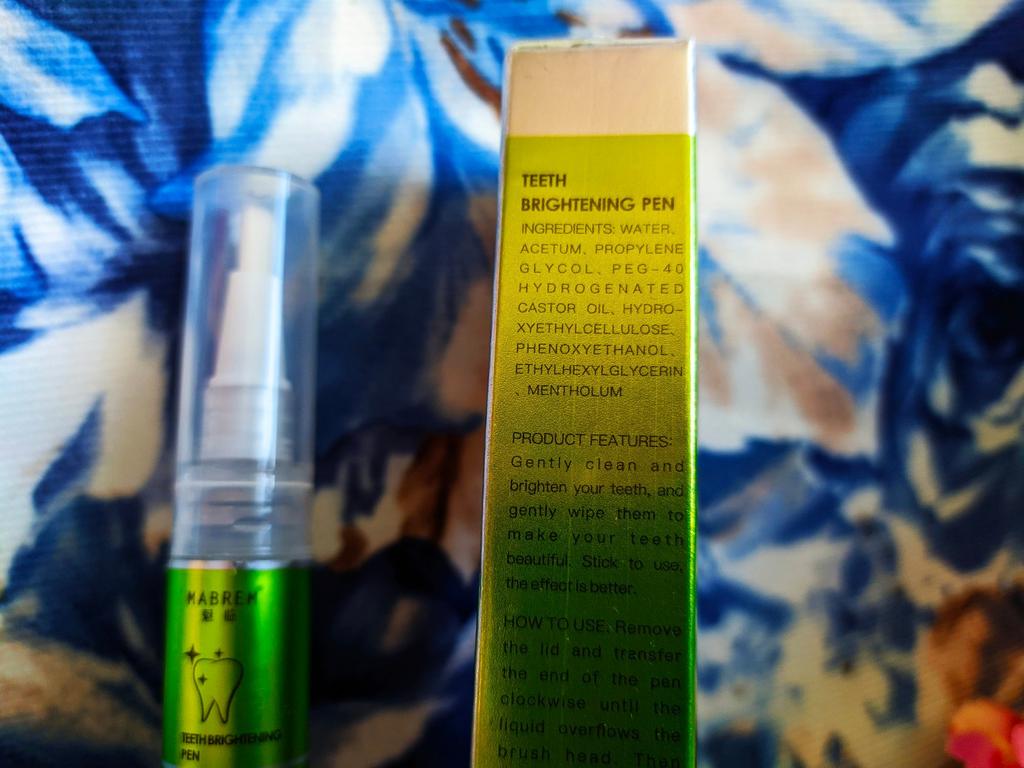 MABREM
TEETH BRIGHTENING
PEN
TEETH
BRIGHTENING PEN
INGREDIENTS: WATER、
ACETUM、PROPYLENE
GLYCOL、PEG-40
HYDROGENATED
CASTOR OIL、HYDRO-
XYETHYLCELLULOSE、
PHENOXYETHANOL、
ETHYLHEXYLGLYCERIN
、MENTHOLUM
PRODUCT FEATURES:
Gently clean and
brighten your teeth, and
gently wipe them to
make your teeth
beautiful. Stick to use,
the effect is better.
HOW TO USE: Remove
the lid and transfer
the end of the pen
clockwise until the
liquid overflows the
brush head. Then